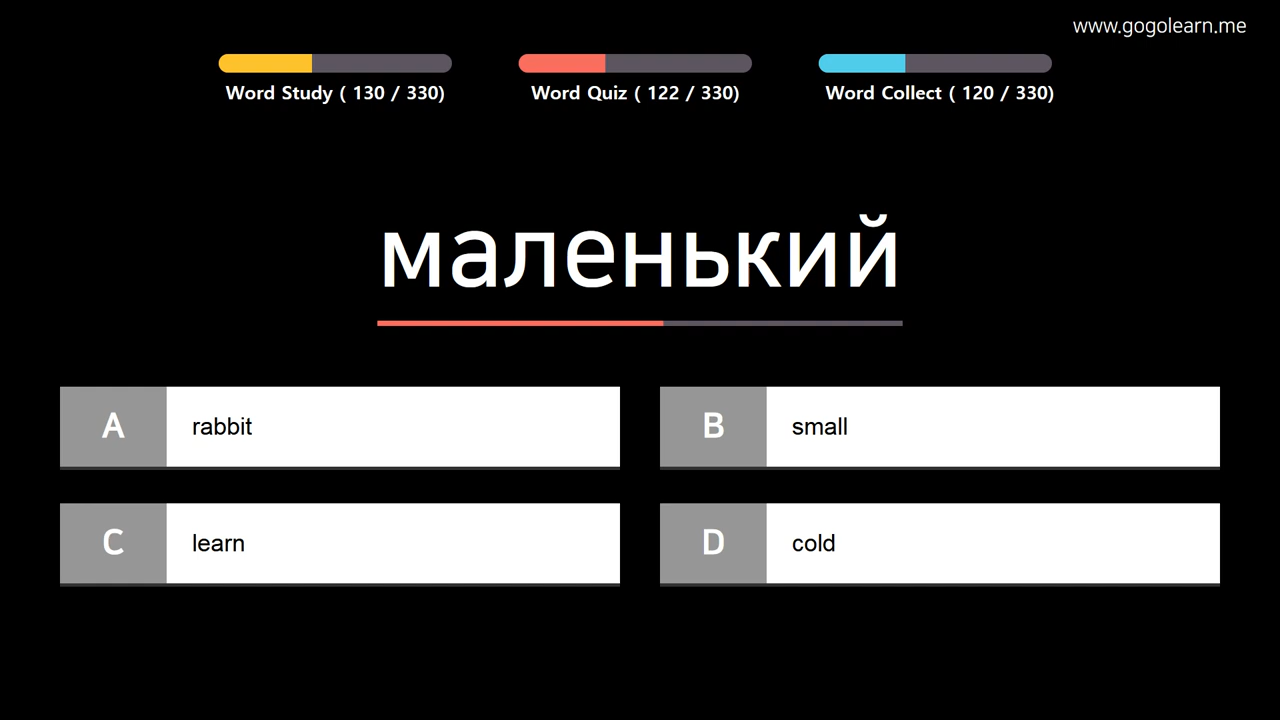 www.gogolearn.me
Word Study ( 130 / 330)
Word Quiz ( 122 / 330)
Word Collect ( 120 / 330)
маленький
A rabbit
B small
C learn
D cold